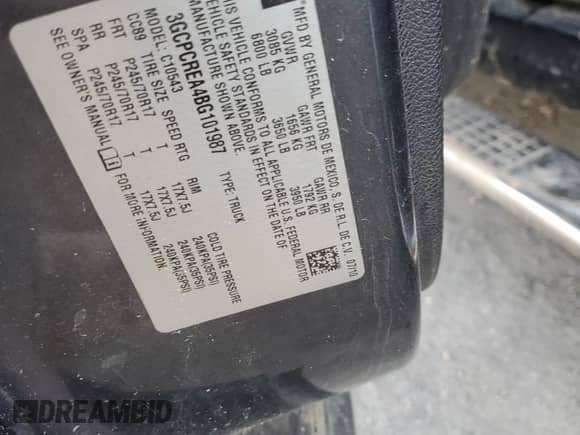 MFD BY GENERAL MOTORS DE MEXICO, S. DE R.L. DE C.V. 07/10
GVWR GAWR FRT GAWR RR
3085 KG 1656 KG 1792 KG
6800 LB 3650 LB 3950 LB
THIS VEHICLE CONFORMS TO ALL APPLICABLE U.S. FEDERAL MOTOR
VEHICLE SAFETY STANDARDS IN EFFECT ON THE DATE OF
MANUFACTURE SHOWN ABOVE.
3GCPCREA4BG101987 TYPE: TRUCK
MODEL: C10543
CC89 TIRE SIZE SPEED RTG RIM COLD TIRE PRESSURE
FRT P245/70R17 T 17X7.5J 240KPA(35PSI)
RR P245/70R17 T 17X7.5J 240KPA(35PSI)
SPA P245/70R17 T 17X7.5J 240KPA(35PSI)
SEE OWNER'S MANUAL FOR MORE INFORMATION.
DREAMBID